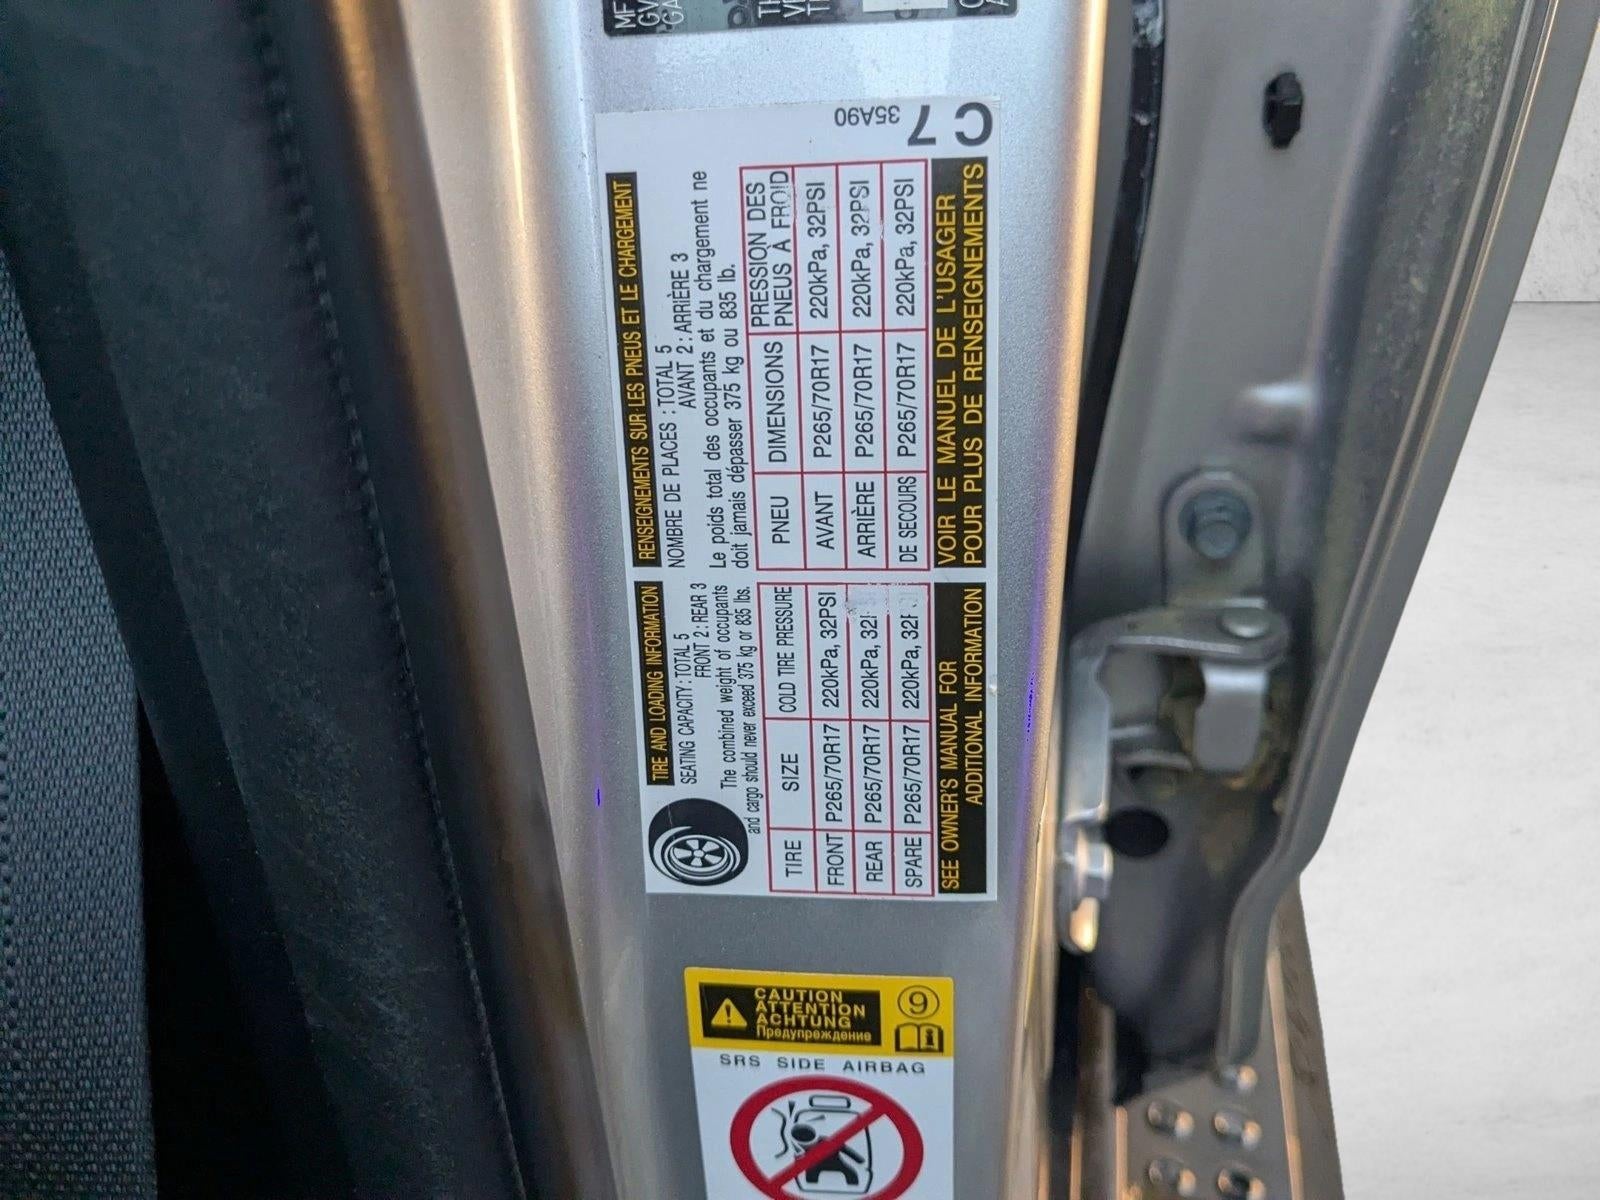 TIRE AND LOADING INFORMATION
SEATING CAPACITY : TOTAL 5
FRONT 2 : REAR 3
The combined weight of occupants
and cargo should never exceed 375 kg or 835 lbs.
TIRE SIZE COLD TIRE PRESSURE
FRONT P265/70R17 220kPa, 32PSI
REAR P265/70R17 220kPa,
SPARE P265/70R17 220kPa,
SEE OWNER'S MANUAL FOR
ADDITIONAL INFORMATION
RENSEIGNEMENTS SUR LES PNEUS ET LE CHARGEMENT
NOMBRE DE PLACES : TOTAL 5
AVANT 2 : ARRIÈRE 3
Le poids total des occupants et du chargement ne
doit jamais dépasser 375 kg ou 835 lb.
PNEU DIMENSIONS PRESSION DES
PNEUS À FROID
AVANT P265/70R17 220kPa, 32PSI
ARRIÈRE P265/70R17 220kPa, 32PSI
DE SECOURS P265/70R17 220kPa, 32PSI
VOIR LE MANUEL DE L'USAGER
POUR PLUS DE RENSEIGNEMENTS
C 7
35A90
CAUTION
ATTENTION
ACHTUNG
Предупреждение
9
SRS SIDE AIRBAG